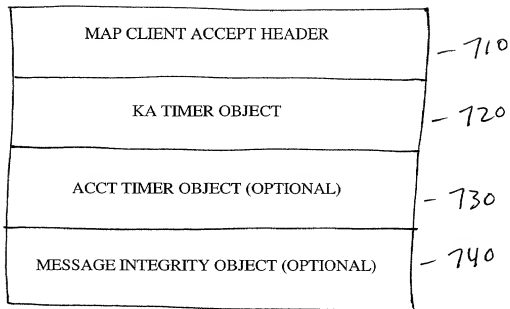 MAP CLIENT ACCEPT HEADER - 710
KA TIMER OBJECT - 720
ACCT TIMER OBJECT (OPTIONAL) - 730
MESSAGE INTEGRITY OBJECT (OPTIONAL) - 740